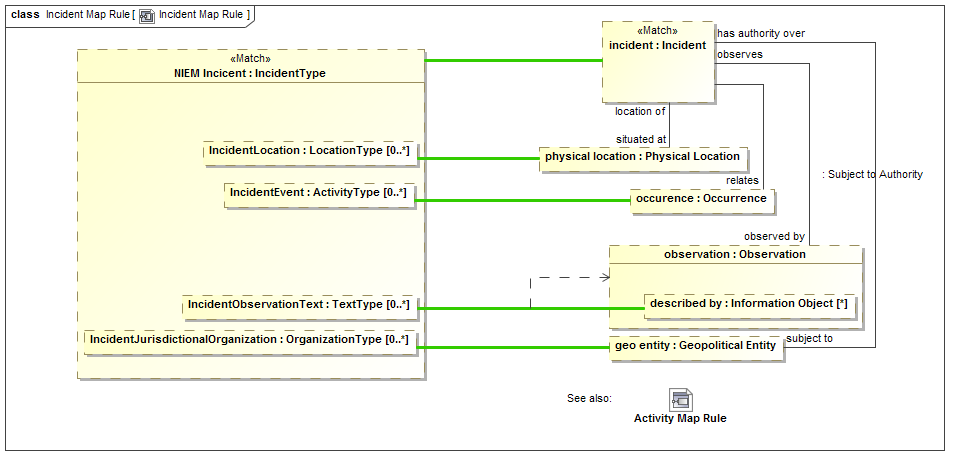 class Incident Map Rule [ Incident Map Rule ]
«Match»
NIEM Incicent : IncidentType
IncidentLocation : LocationType [0..*]
IncidentEvent : ActivityType [0..*]
IncidentObservationText : TextType [0..*]
IncidentJurisdictionalOrganization : OrganizationType [0..*]
«Match»
incident : Incident
has authority over
observes
location of
situated at
physical location : Physical Location
: Subject to Authority
relates
occurence : Occurrence
observed by
observation : Observation
described by : Information Object [*]
geo entity : Geopolitical Entity
subject to
See also:
Activity Map Rule